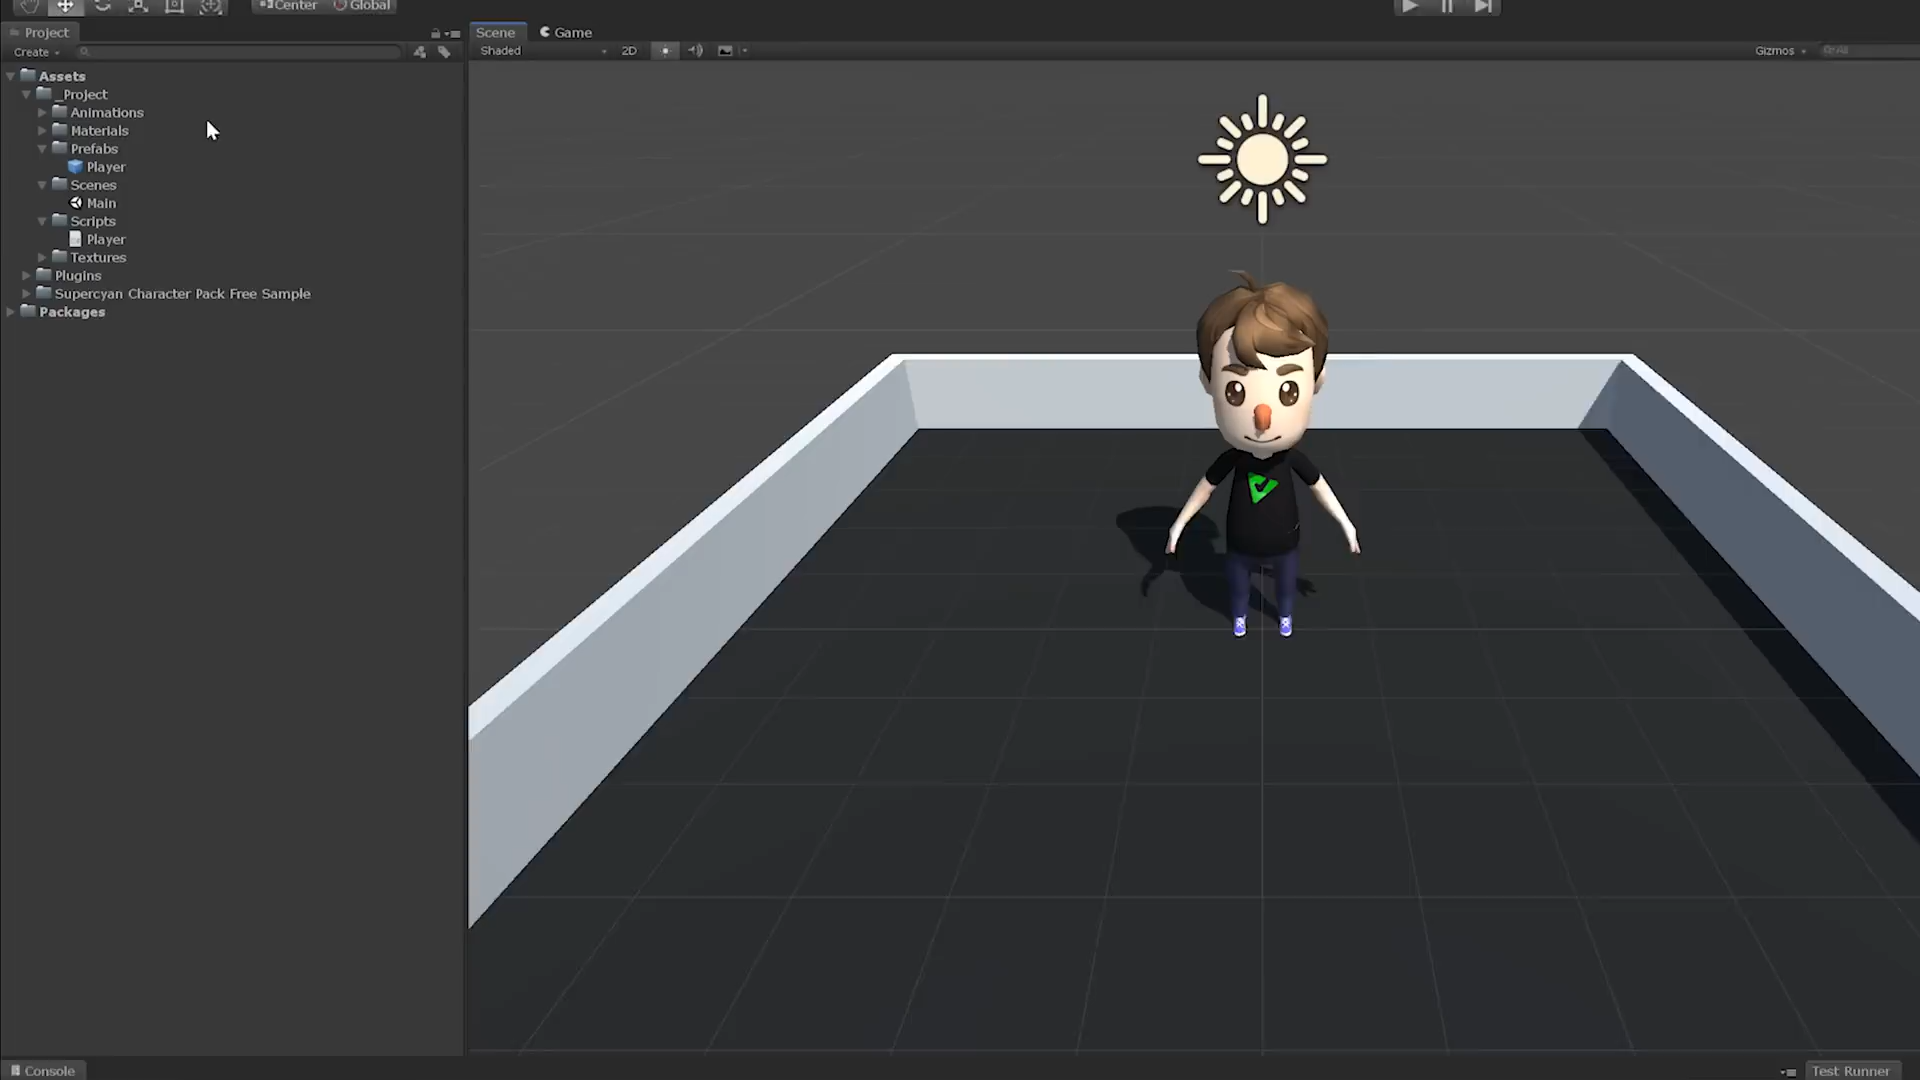 Center Global
Project
Create
Scene Game
Shaded 2D Gizmos
Assets
_Project
Animations
Materials
Prefabs
Player
Scenes
Main
Scripts
Player
Textures
Plugins
Supercyan Character Pack Free Sample
Packages
Console Test Runner